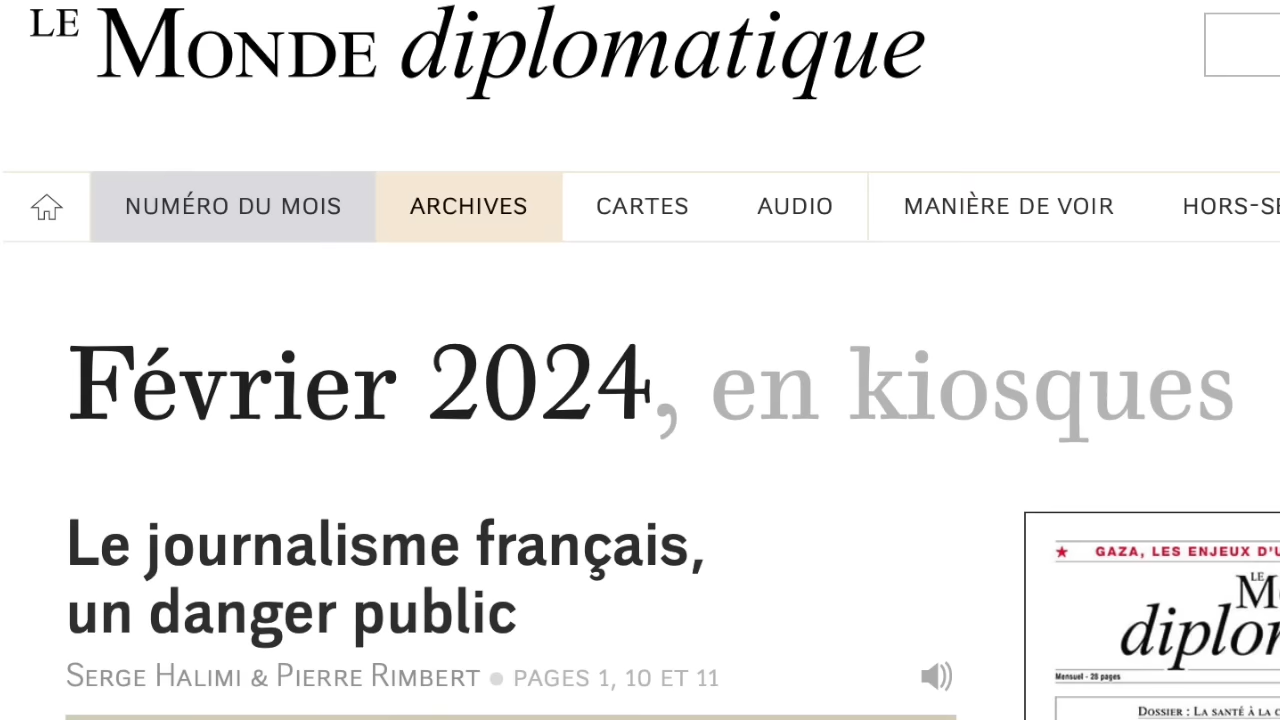 LE MONDE diplomatique
NUMÉRO DU MOIS ARCHIVES CARTES AUDIO MANIÈRE DE VOIR
Février 2024, en kiosques
Le journalisme français,
un danger public
SERGE HALIMI & PIERRE RIMBERT ● PAGES 1, 10 ET 11
★ GAZA, LES ENJEUX
LE
Mensuel - 28 pages
DOSSIER : LA SANTÉ À LA